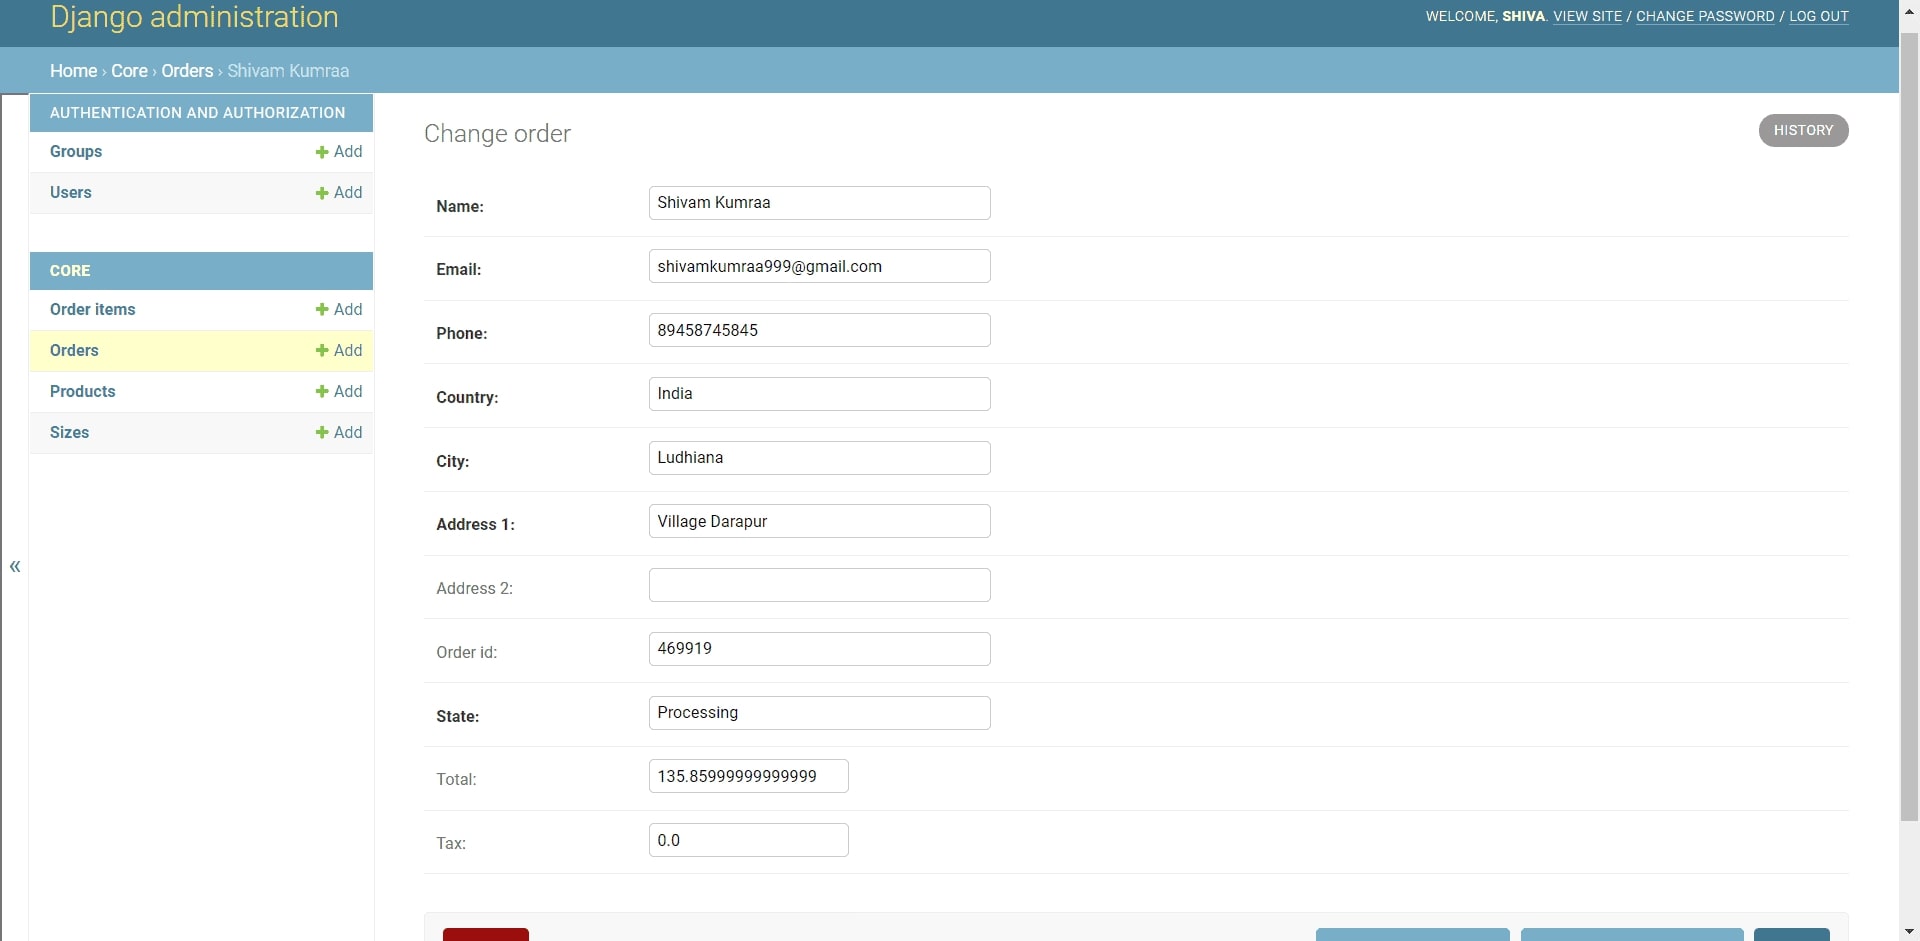 Django administration
WELCOME, SHIVA. VIEW SITE / CHANGE PASSWORD / LOG OUT
Home › Core › Orders › Shivam Kumraa
AUTHENTICATION AND AUTHORIZATION
Groups + Add
Users + Add
CORE
Order items + Add
Orders + Add
Products + Add
Sizes + Add
«
Change order
HISTORY
Name: Shivam Kumraa
Email: shivamkumraa999@gmail.com
Phone: 89458745845
Country: India
City: Ludhiana
Address 1: Village Darapur
Address 2:
Order id: 469919
State: Processing
Total: 135.85999999999999
Tax: 0.0